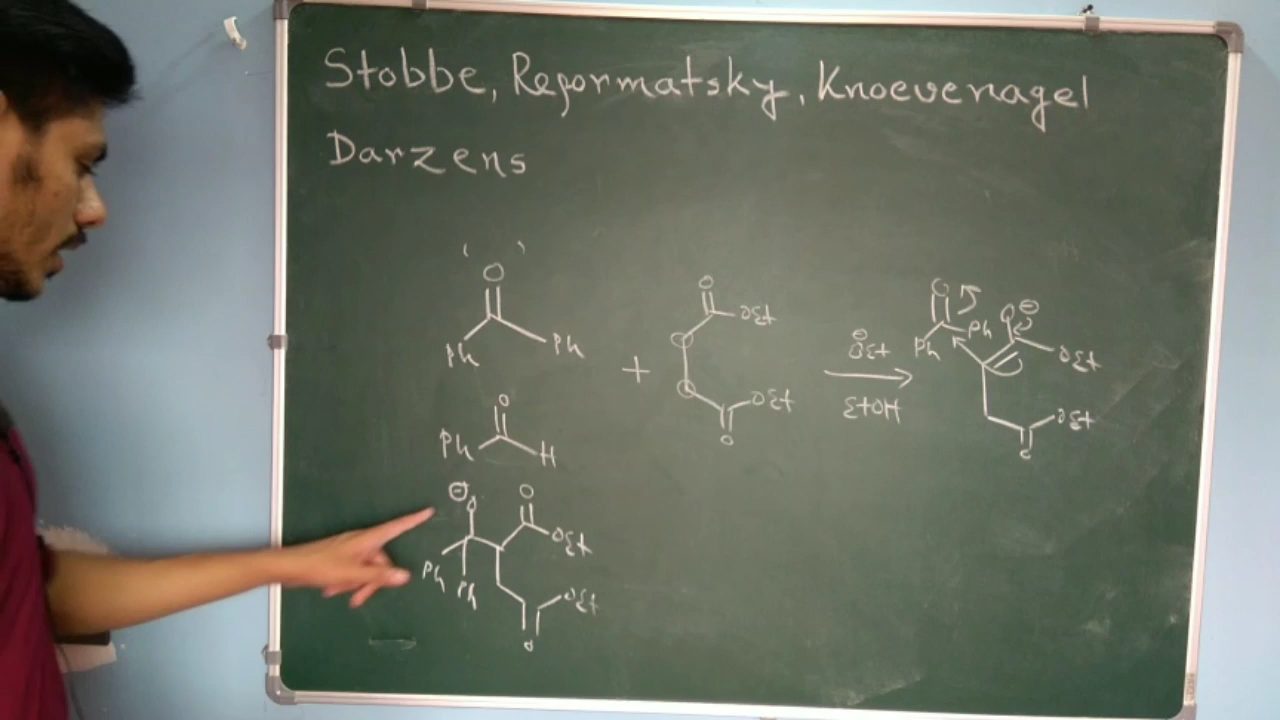 Stobbe, Reformatsky, Knoevenagel
Darzens
O
Ph Ph
+
O
OEt
OEt
O
⊖
OEt
EtOH
O
Ph
Ph
O ⊖
OEt
OEt
O
O
Ph H
⊖
O
O
OEt
Ph Ph
OEt
O